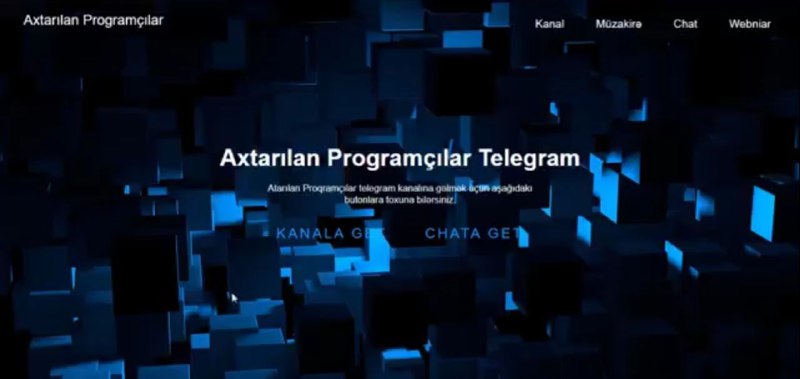 Axtarılan Programçılar
Kanal Müzakirə Chat Webniar
Axtarılan Programçılar Telegram
Atarılan Proqramçılar telegram kanalına gəlmək üçün aşağıdakı
butonlara toxuna bilərsiniz.
KANALA GET CHATA GET